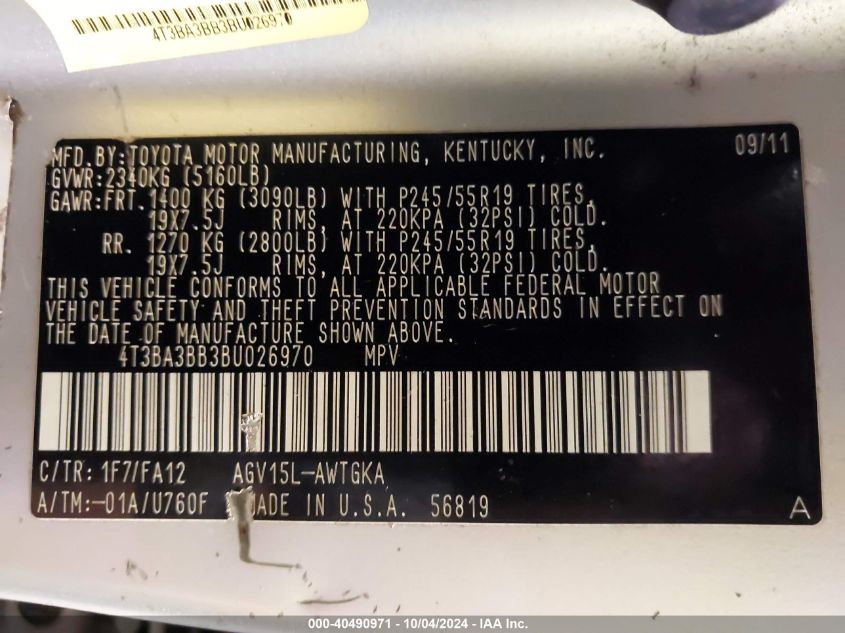 4T3BA3BB3BU026970
MFD.BY:TOYOTA MOTOR MANUFACTURING, KENTUCKY, INC. 09/11
GVWR:2340KG (5160LB)
GAWR:FRT.1400 KG (3090LB) WITH P245/55R19 TIRES,
19X7.5J RIMS, AT 220KPA (32PSI) COLD.
RR. 1270 KG (2800LB) WITH P245/55R19 TIRES,
19X7.5J RIMS, AT 220KPA (32PSI) COLD.
THIS VEHICLE CONFORMS TO ALL APPLICABLE FEDERAL MOTOR
VEHICLE SAFETY AND THEFT PREVENTION STANDARDS IN EFFECT ON
THE DATE OF MANUFACTURE SHOWN ABOVE.
4T3BA3BB3BU026970 MPV
C/TR: 1F7/FA12 AGV15L-AWTGKA
A/TM:-01A/U760F MADE IN U.S.A. 56819 A
000-40490971 - 10/04/2024 - IAA Inc.